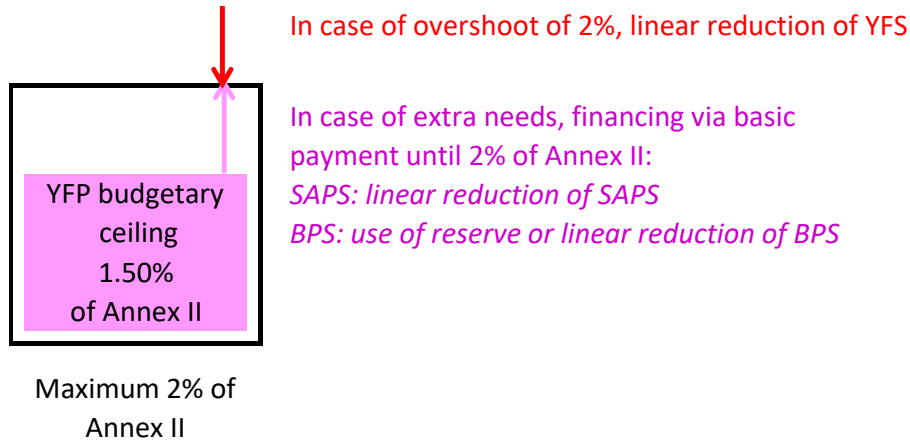 In case of overshoot of 2%, linear reduction of YFS
In case of extra needs, financing via basic
payment until 2% of Annex II:
SAPS: linear reduction of SAPS
BPS: use of reserve or linear reduction of BPS
YFP budgetary
ceiling
1.50%
of Annex II
Maximum 2% of
Annex II